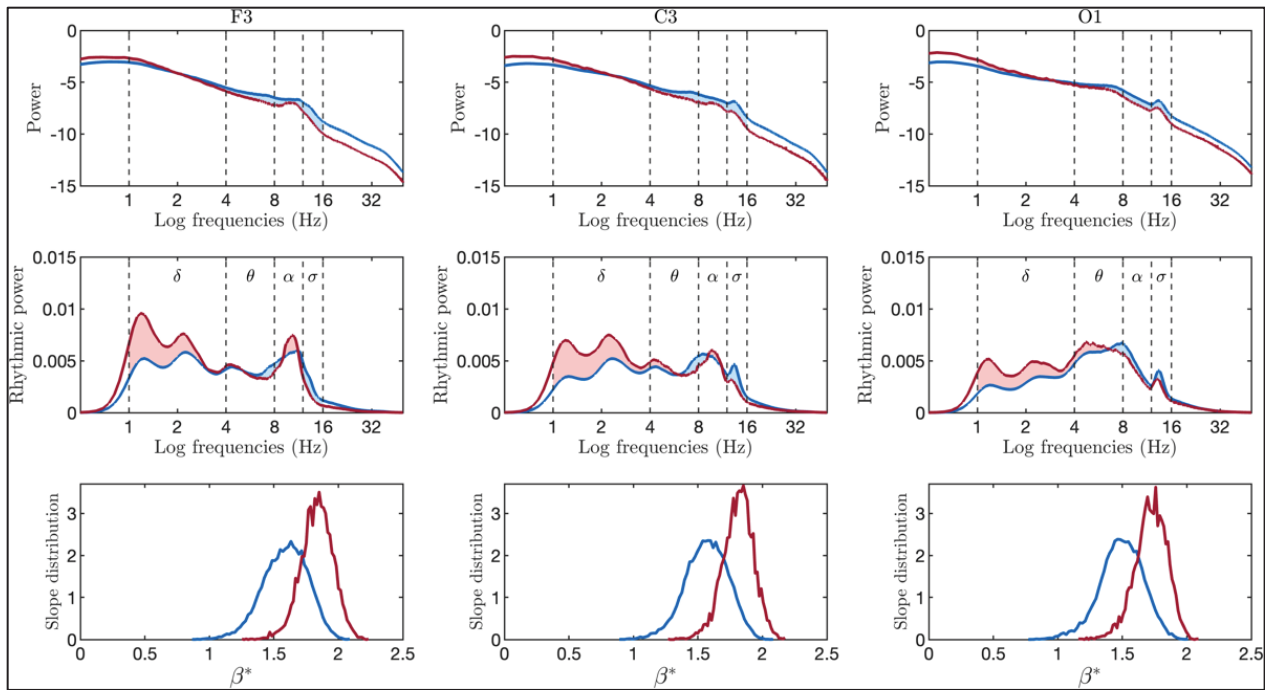 F3 C3 O1
0 0 0
-5 -5 -5
-10 -10 -10
-15 -15 -15
Power Power Power
1 2 4 8 16 32 1 2 4 8 16 32 1 2 4 8 16 32
Log frequencies (Hz) Log frequencies (Hz) Log frequencies (Hz)
0.015 0.015 0.015
δ θ α σ δ θ α σ δ θ α σ
0.01 0.01 0.01
0.005 0.005 0.005
0 0 0
Rhythmic power Rhythmic power Rhythmic power
1 2 4 8 16 32 1 2 4 8 16 32 1 2 4 8 16 32
Log frequencies (Hz) Log frequencies (Hz) Log frequencies (Hz)
3 3 3
2 2 2
1 1 1
0 0 0
Slope distribution Slope distribution Slope distribution
0 0.5 1 1.5 2 2.5 0 0.5 1 1.5 2 2.5 0 0.5 1 1.5 2 2.5
β* β* β*